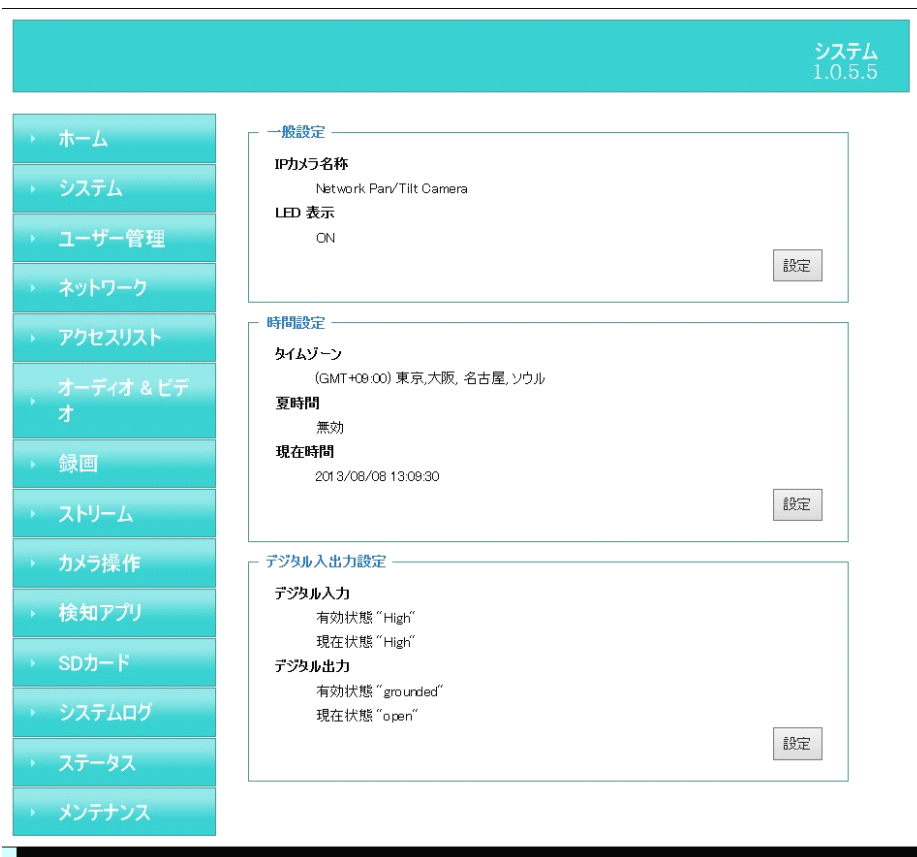 システム
1.0.5.5
ホーム
システム
ユーザー管理
ネットワーク
アクセスリスト
オーディオ & ビデ
オ
録画
ストリーム
カメラ操作
検知アプリ
SDカード
システムログ
ステータス
メンテナンス
一般設定
IPカメラ名称
Network Pan/Tilt Camera
LED 表示
ON
設定
時間設定
タイムゾーン
(GMT+09:00) 東京,大阪, 名古屋, ソウル
夏時間
無効
現在時間
2013/08/08 13:09:30
設定
デジタル入出力設定
デジタル入力
有効状態 “High“
現在状態 “High“
デジタル出力
有効状態 “grounded“
現在状態 “open“
設定